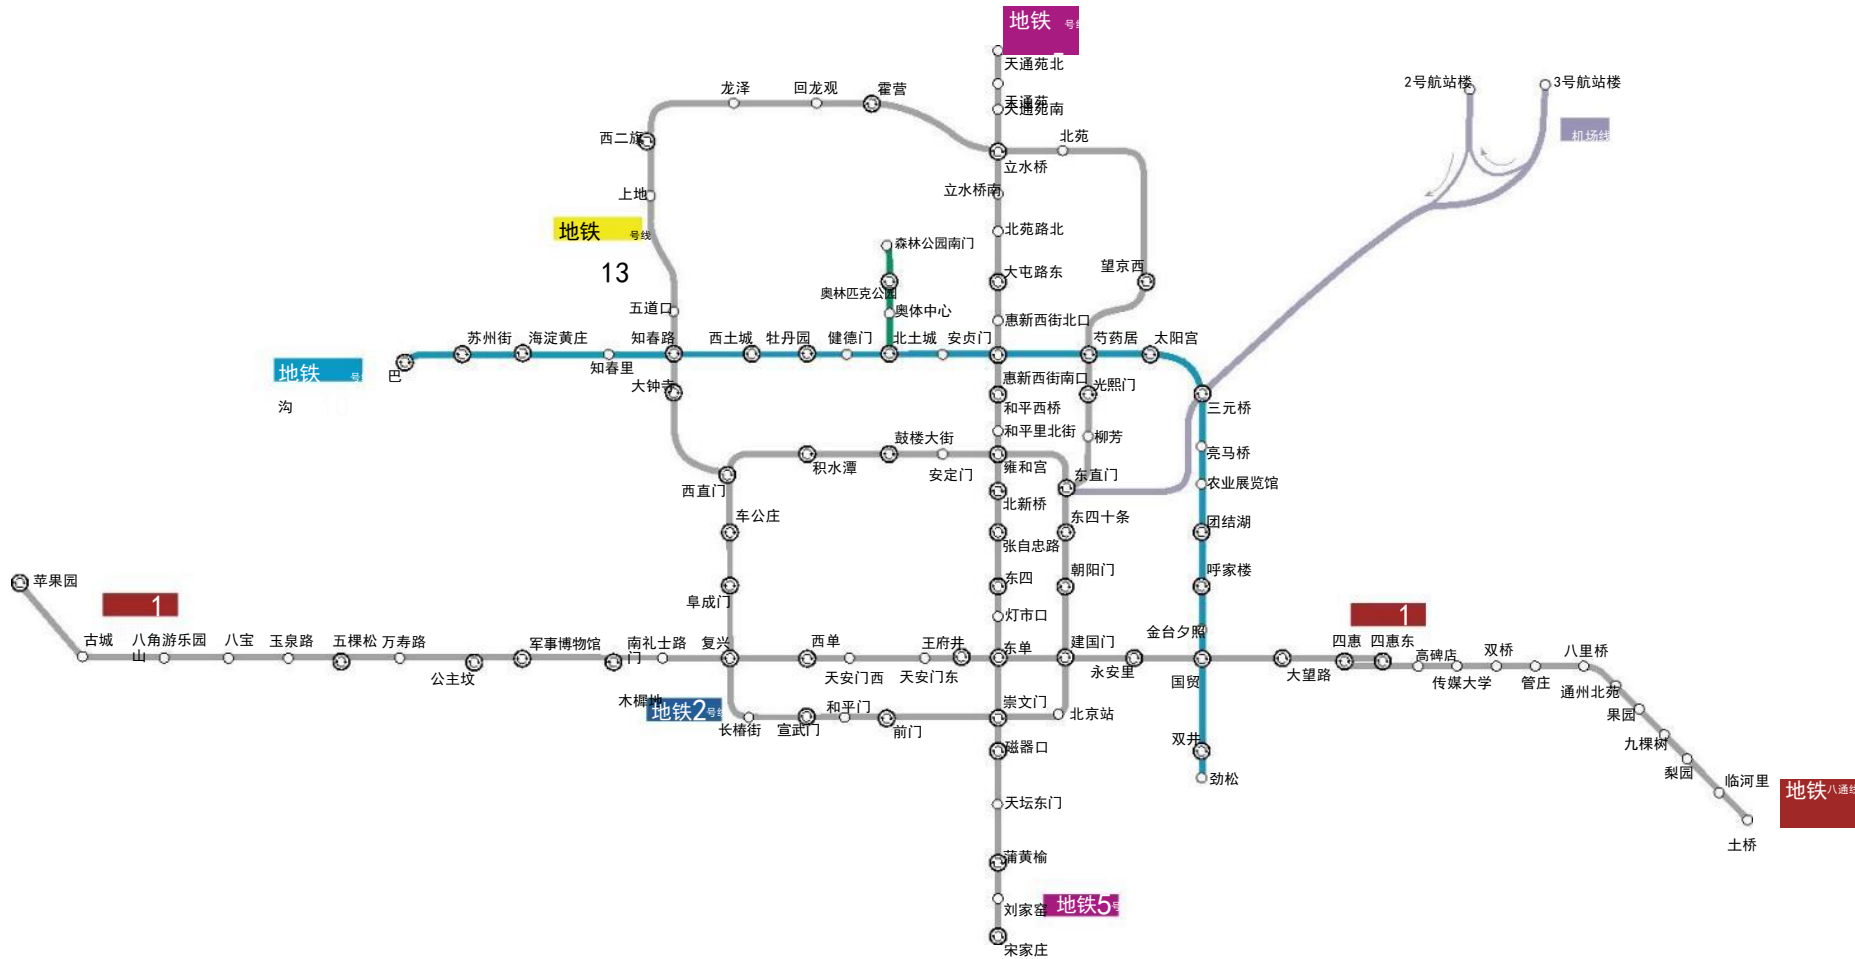 地铁 号线
天通苑北
天通苑
天通苑南
龙泽
回龙观
霍营
2号航站楼
3号航站楼
机场线
西二旗
北苑
立水桥
上地
立水桥南
地铁 号线
13
北苑路北
森林公园南门
大屯路东
望京西
奥林匹克公园
奥体中心
五道口
惠新西街北口
苏州街
海淀黄庄
知春路
西土城
牡丹园
健德门
北土城
安贞门
芍药居
太阳宫
地铁 号
巴
沟
知春里
大钟寺
惠新西街南口
光熙门
和平西桥
三元桥
和平里北街
柳芳
鼓楼大街
亮马桥
积水潭
安定门
雍和宫
东直门
农业展览馆
西直门
北新桥
车公庄
东四十条
团结湖
张自忠路
苹果园
阜成门
东四
朝阳门
呼家楼
1
1
灯市口
金台夕照
古城
八角游乐园
八宝
山
玉泉路
五棵松
万寿路
公主坟
军事博物馆
南礼士路
门
木樨地
复兴
西单
天安门西
天安门东
王府井
东单
建国门
永安里
国贸
大望路
四惠
四惠东
高碑店
传媒大学
双桥
管庄
八里桥
通州北苑
果园
九棵树
梨园
临河里
土桥
地铁2号线
长椿街
宣武门
和平门
前门
崇文门
北京站
磁器口
双井
劲松
地铁八通线
天坛东门
蒲黄榆
刘家窑
地铁5号
宋家庄